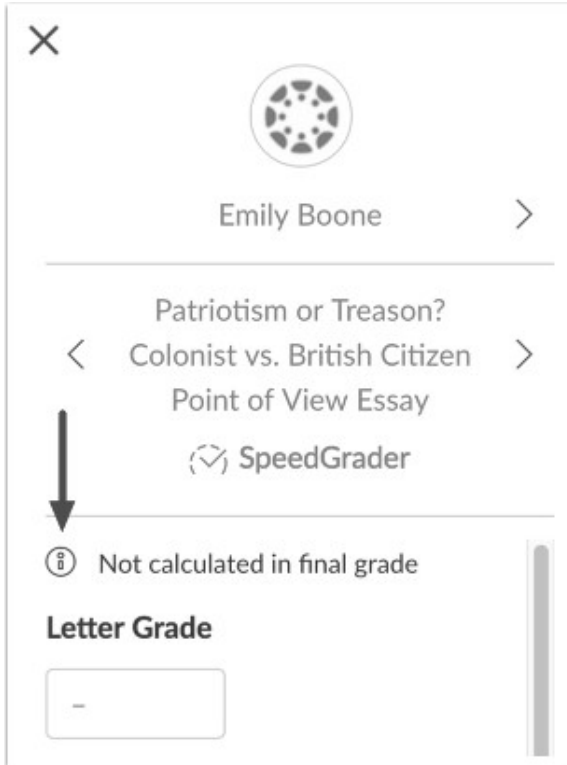 Emily Boone
Patriotism or Treason?
Colonist vs. British Citizen
Point of View Essay
SpeedGrader
Not calculated in final grade
Letter Grade
–